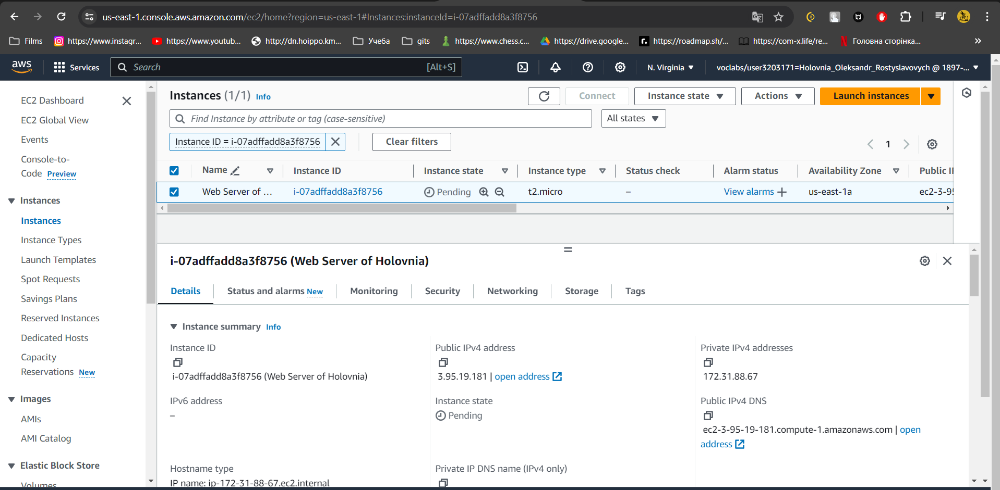 us-east-1.console.aws.amazon.com/ec2/home?region=us-east-1#Instances:instanceId=i-07adffadd8a3f8756
Films https://www.instagr... https://www.youtub... http://dn.hoippo.km... Учеба gits https://www.chess.c... https://drive.google... https://roadmap.sh/... https://com-x.life/re... Головна сторінка...
aws Services Search [Alt+S] N. Virginia voclabs/user3203171=Holovnia_Oleksandr_Rostyslavovych @ 1897-...
EC2 Dashboard
EC2 Global View
Events
Console-to-
Code Preview
Instances
Instances
Instance Types
Launch Templates
Spot Requests
Savings Plans
Reserved Instances
Dedicated Hosts
Capacity
Reservations New
Images
AMIs
AMI Catalog
Elastic Block Store
Volumes
Instances (1/1) Info Connect Instance state Actions Launch instances
Find Instance by attribute or tag (case-sensitive) All states
Instance ID = i-07adffadd8a3f8756 Clear filters 1
Name Instance ID Instance state Instance type Status check Alarm status Availability Zone Public I
Web Server of ... i-07adffadd8a3f8756 Pending t2.micro – View alarms + us-east-1a ec2-3-95
i-07adffadd8a3f8756 (Web Server of Holovnia)
Details Status and alarms New Monitoring Security Networking Storage Tags
Instance summary Info
Instance ID
i-07adffadd8a3f8756 (Web Server of Holovnia)
Public IPv4 address
3.95.19.181 | open address
Private IPv4 addresses
172.31.88.67
IPv6 address
–
Instance state
Pending
Public IPv4 DNS
ec2-3-95-19-181.compute-1.amazonaws.com | open
address
Hostname type
IP name: ip-172-31-88-67.ec2.internal
Private IP DNS name (IPv4 only)